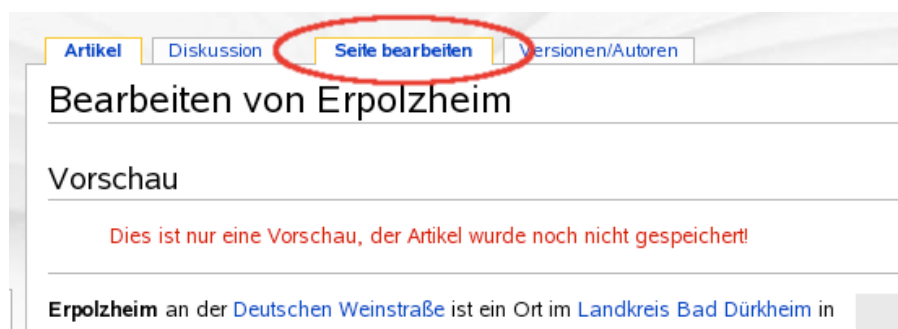 Artikel Diskussion Seite bearbeiten Versionen/Autoren
Bearbeiten von Erpolzheim
Vorschau
Dies ist nur eine Vorschau, der Artikel wurde noch nicht gespeichert!
Erpolzheim an der Deutschen Weinstraße ist ein Ort im Landkreis Bad Dürkheim in